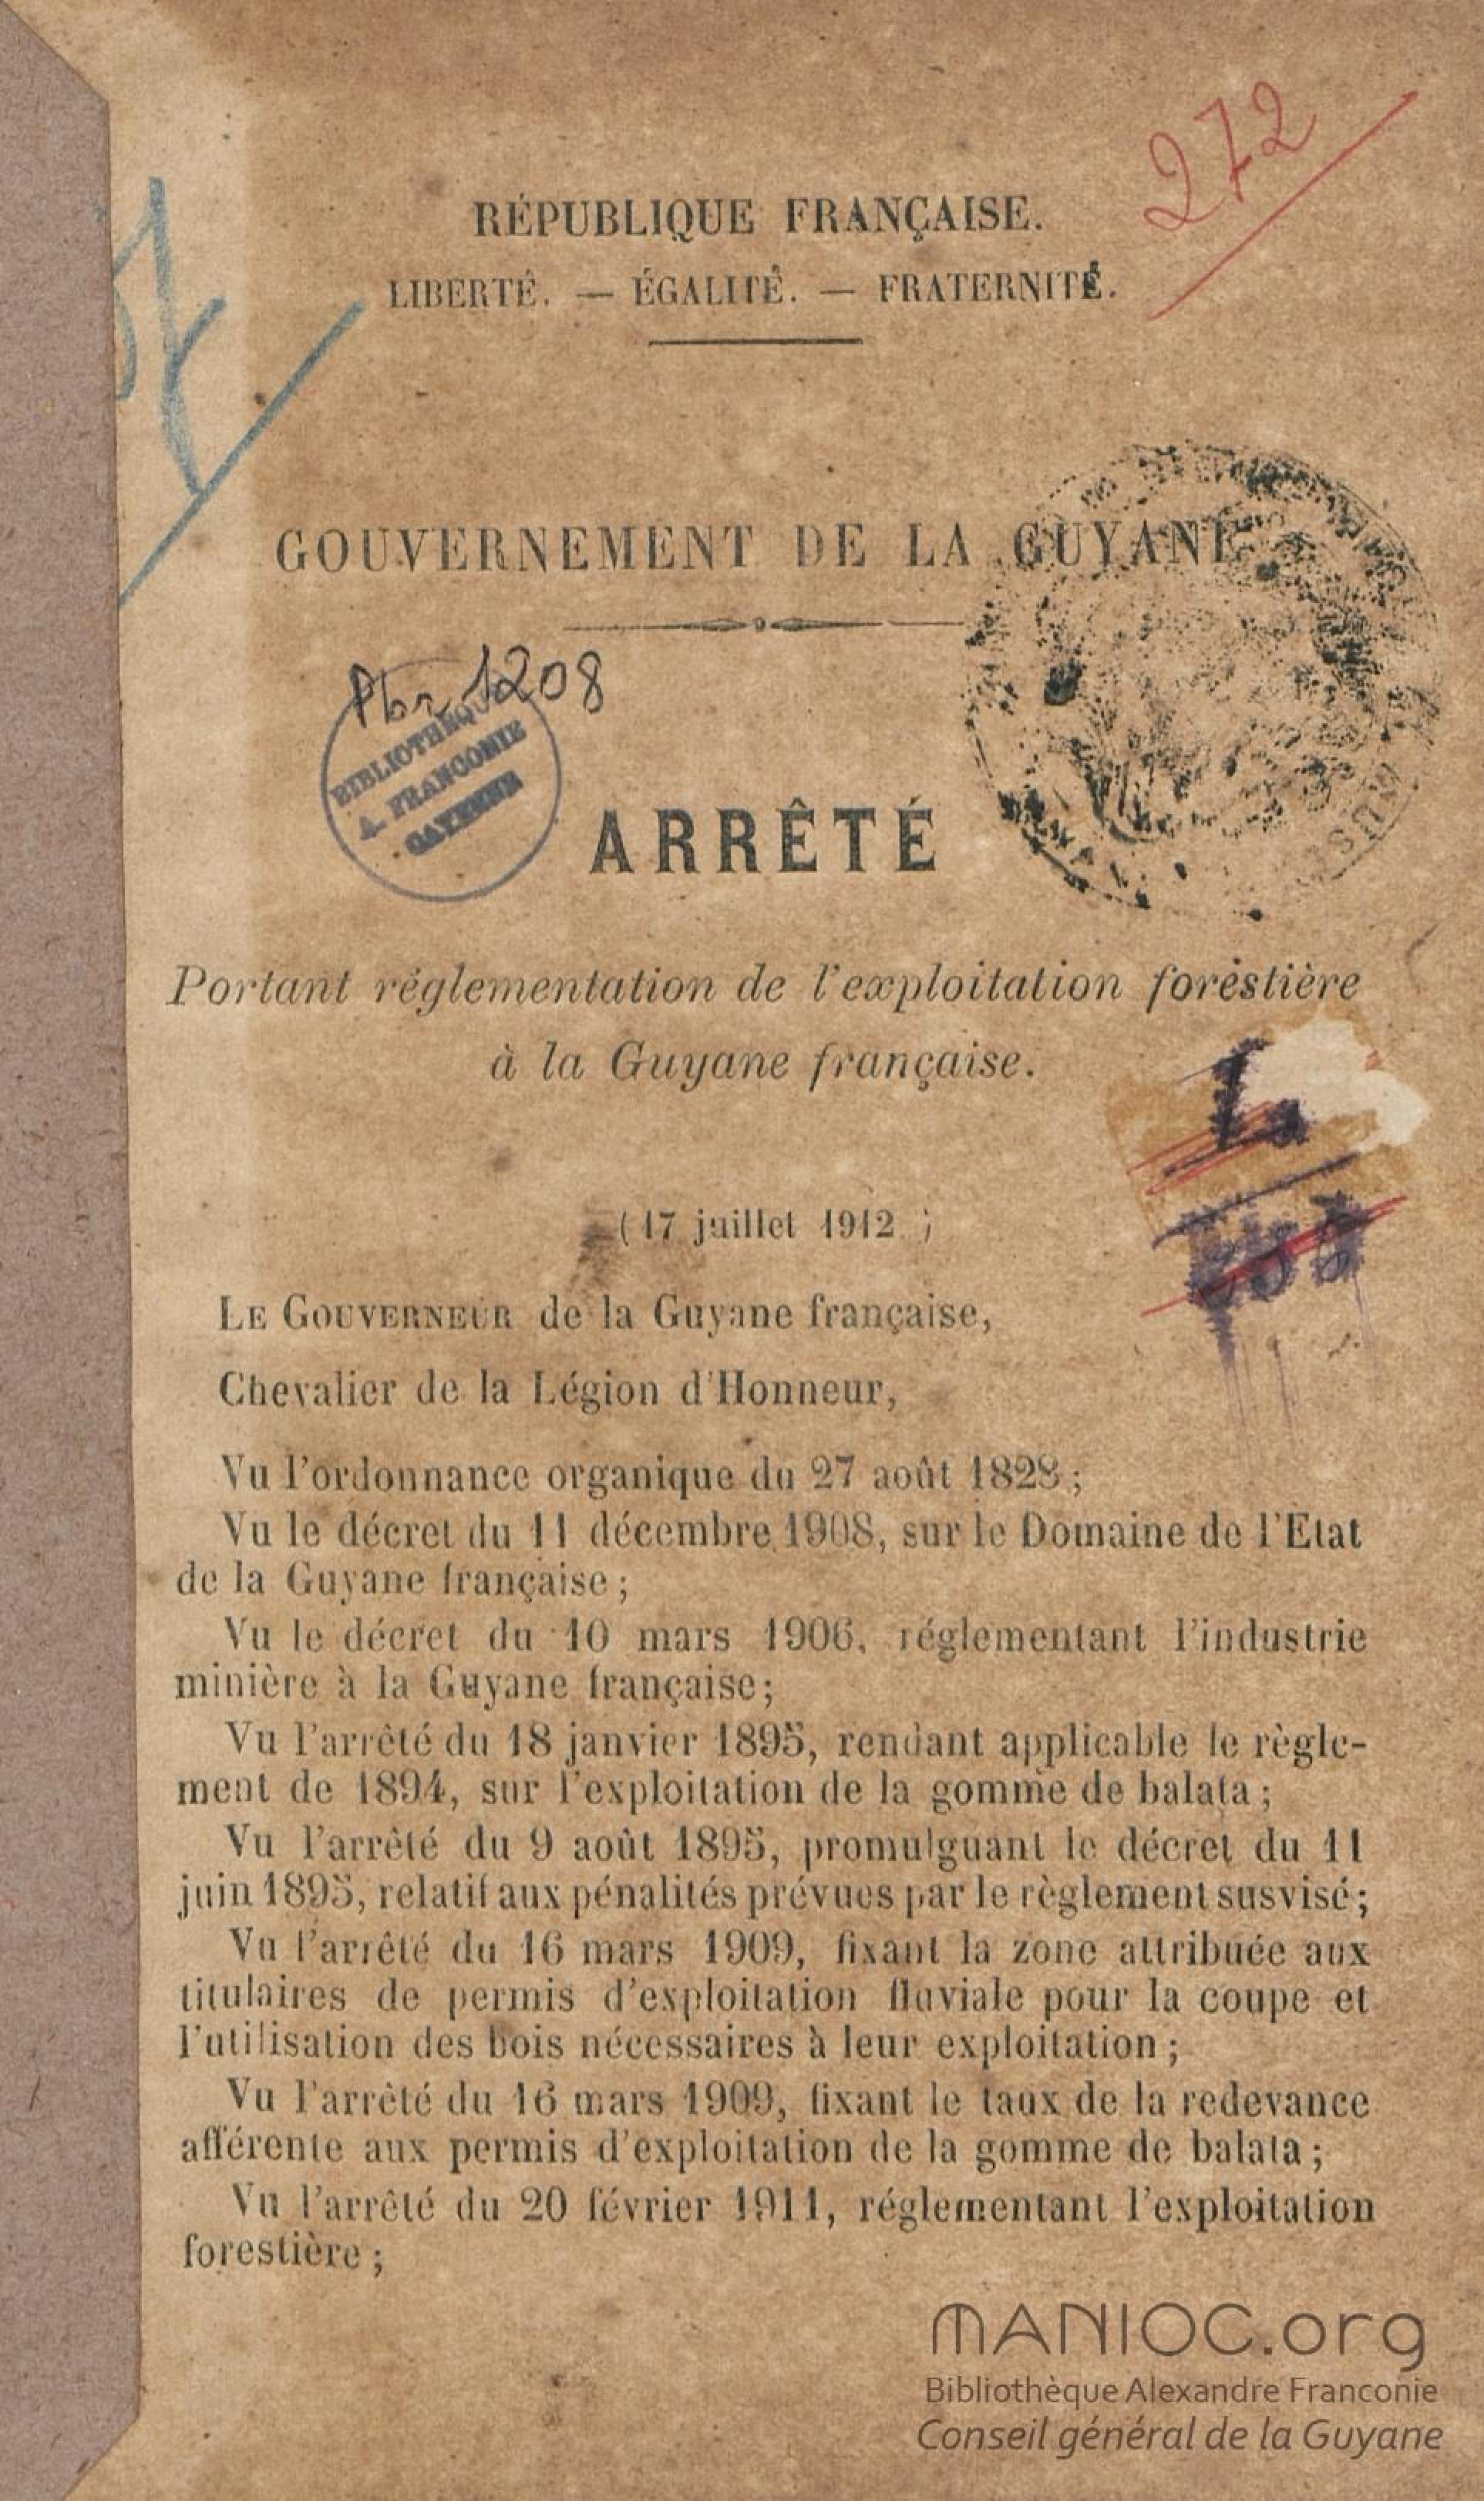 272
RÉPUBLIQUE FRANÇAISE.
LIBERTÉ. — ÉGALITÉ. — FRATERNITÉ.
GOUVERNEMENT DE LA GUYANE
Pbr 1208
BIBLIOTHÈQUE
A. FRANCONIE
CAYENNE
ARRÊTÉ
Portant réglementation de l'exploitation forestière
à la Guyane française.
(17 juillet 1912)
LE GOUVERNEUR de la Guyane française,
Chevalier de la Légion d'Honneur,
Vu l'ordonnance organique du 27 août 1828;
Vu le décret du 11 décembre 1908, sur le Domaine de l'Etat
de la Guyane française;
Vu le décret du 10 mars 1906, réglementant l'industrie
minière à la Guyane française;
Vu l'arrêté du 18 janvier 1895, rendant applicable le règle-
ment de 1894, sur l'exploitation de la gomme de balata;
Vu l'arrêté du 9 août 1895, promulguant le décret du 11
juin 1895, relatif aux pénalités prévues par le règlement susvisé;
Vu l'arrêté du 16 mars 1909, fixant la zone attribuée aux
titulaires de permis d'exploitation fluviale pour la coupe et
l'utilisation des bois nécessaires à leur exploitation;
Vu l'arrêté du 16 mars 1909, fixant le taux de la redevance
afférente aux permis d'exploitation de la gomme de balata;
Vu l'arrêté du 20 février 1911, réglementant l'exploitation
forestière;
MANIOC.org
Bibliothèque Alexandre Franconie
Conseil général de la Guyane